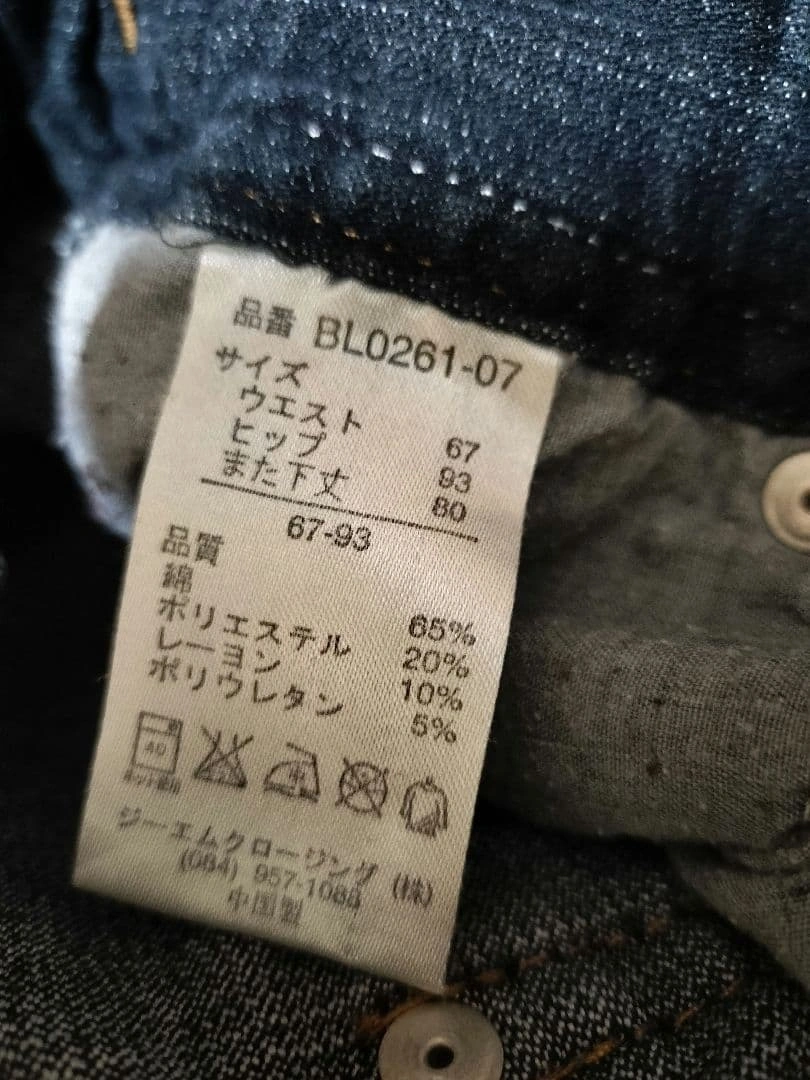 品番 BL0261-07
サイズ
ウエスト 67
ヒップ 93
また下丈 80
67-93
品質
綿 65%
ポリエステル 20%
レーヨン 10%
ポリウレタン 5%
40
ジーエムクロージング (株)
(084) 957-1088
中国製